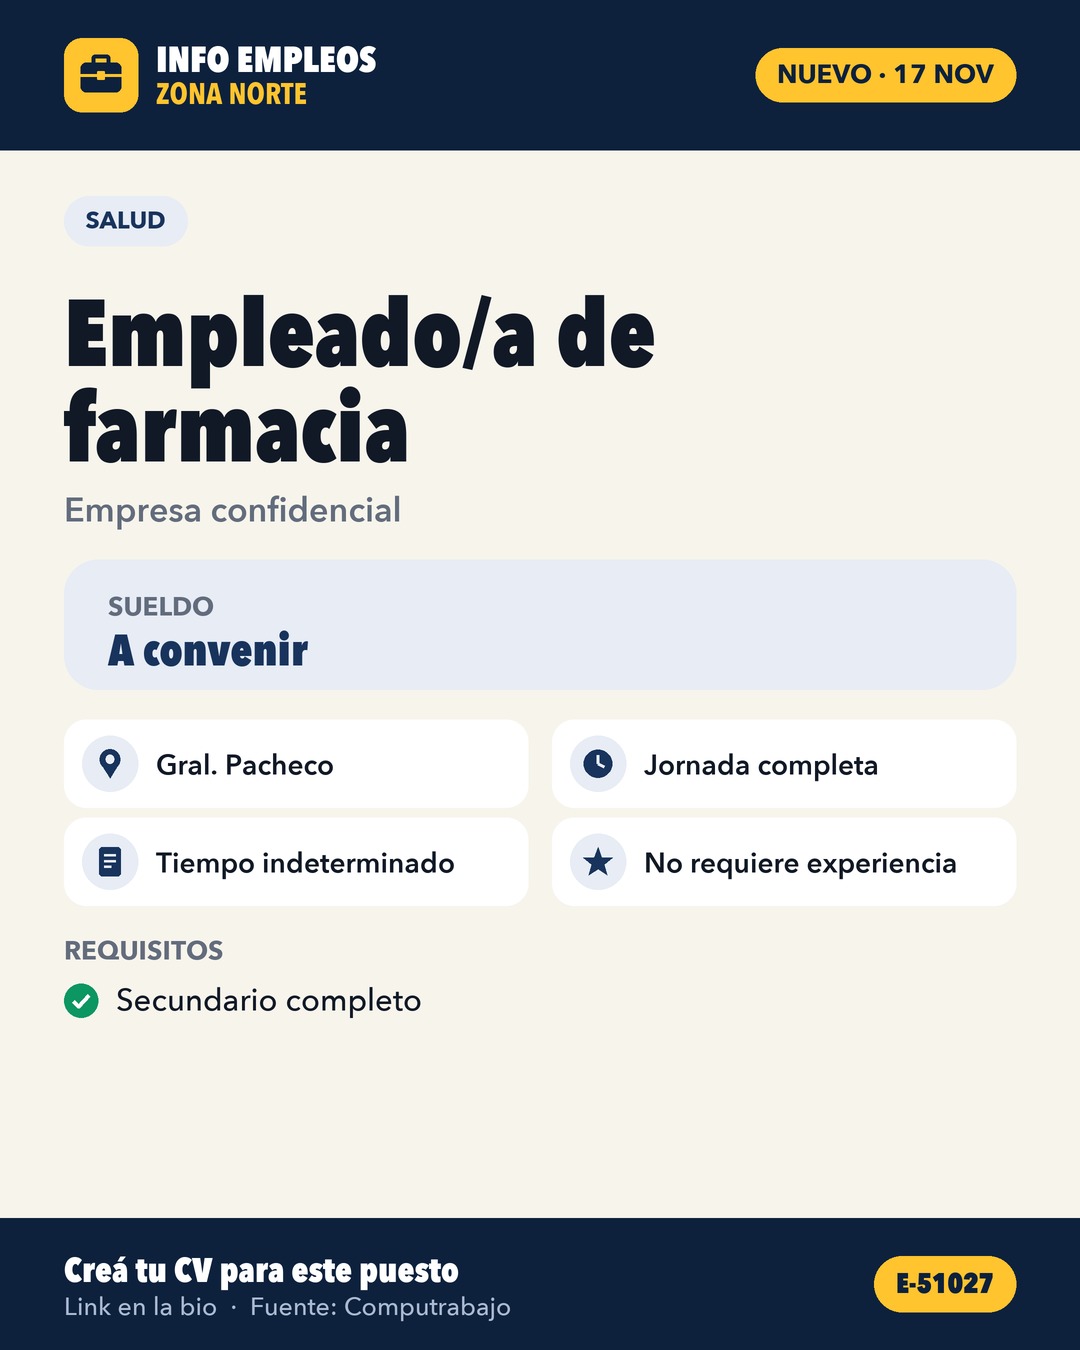 INFO EMPLEOS
ZONA NORTE
NUEVO · 17 NOV
SALUD
Empleado/a de
farmacia
Empresa confidencial
SUELDO
A convenir
Gral. Pacheco
Jornada completa
Tiempo indeterminado
No requiere experiencia
REQUISITOS
Secundario completo
Creá tu CV para este puesto
Link en la bio · Fuente: Computrabajo
E-51027